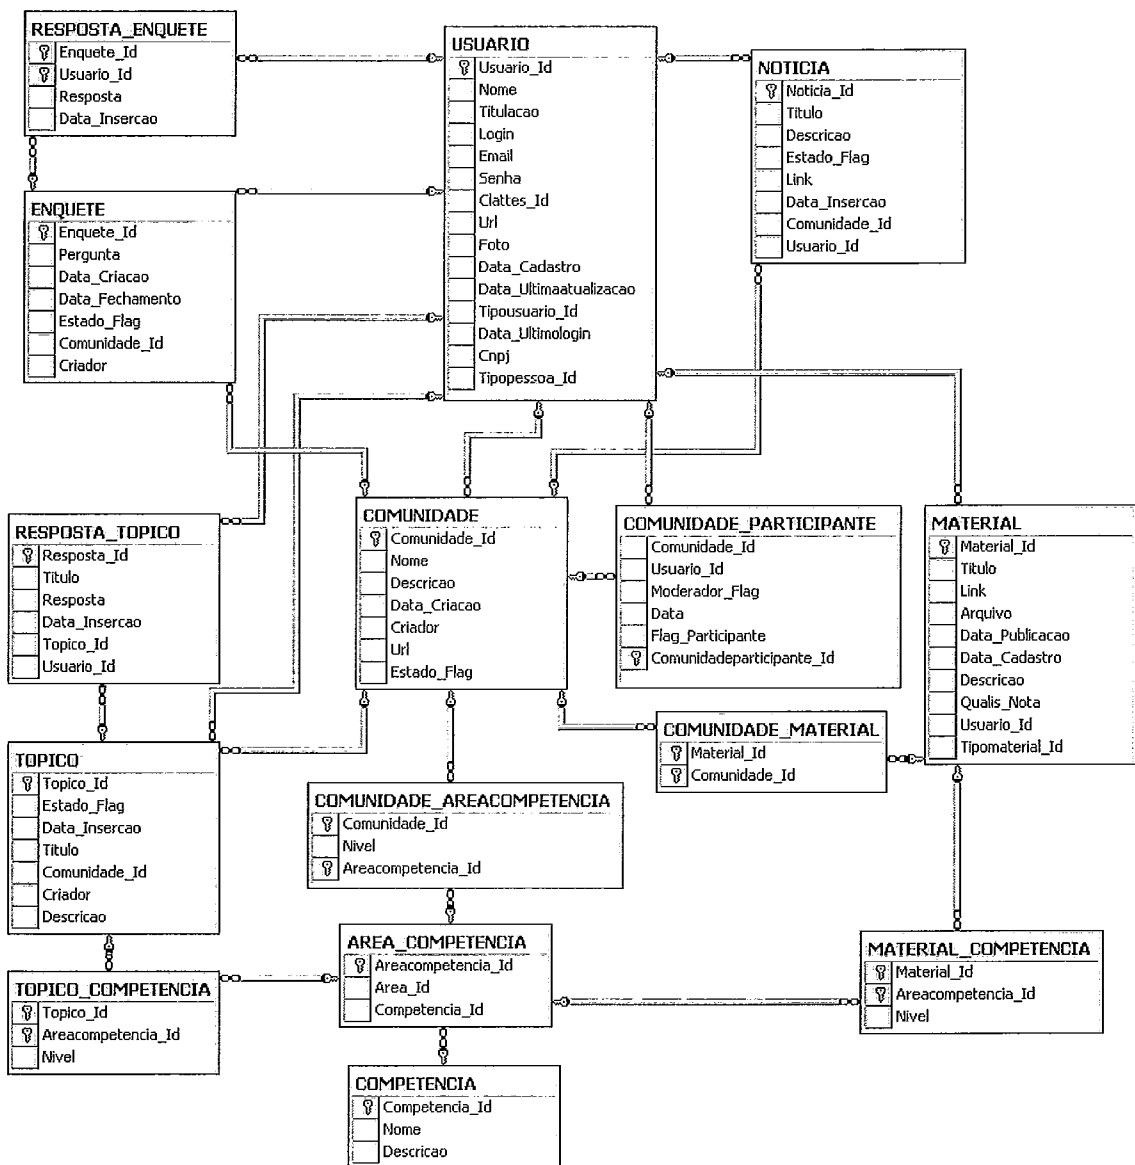 RESPOSTA_ENQUETE
Enquete_Id
Usuario_Id
Resposta
Data_Insercao
USUARIO
Usuario_Id
Nome
Titulacao
Login
Email
Senha
Clattes_Id
Url
Foto
Data_Cadastro
Data_Ultimaatualizacao
Tipousuario_Id
Data_Ultimologin
Cnpj
Tipopessoa_Id
NOTICIA
Noticia_Id
Titulo
Descricao
Estado_Flag
Link
Data_Insercao
Comunidade_Id
Usuario_Id
ENQUETE
Enquete_Id
Pergunta
Data_Criacao
Data_Fechamento
Estado_Flag
Comunidade_Id
Criador
RESPOSTA_TOPICO
Resposta_Id
Titulo
Resposta
Data_Insercao
Topico_Id
Usuario_Id
COMUNIDADE
Comunidade_Id
Nome
Descricao
Data_Criacao
Criador
Url
Estado_Flag
COMUNIDADE_PARTICIPANTE
Comunidade_Id
Usuario_Id
Moderador_Flag
Data
Flag_Participante
Comunidadeparticipante_Id
MATERIAL
Material_Id
Titulo
Link
Arquivo
Data_Publicacao
Data_Cadastro
Descricao
Qualis_Nota
Usuario_Id
Tipomaterial_Id
COMUNIDADE_MATERIAL
Material_Id
Comunidade_Id
TOPICO
Topico_Id
Estado_Flag
Data_Insercao
Titulo
Comunidade_Id
Criador
Descricao
COMUNIDADE_AREACOMPETENCIA
Comunidade_Id
Nivel
Areacompetencia_Id
AREA_COMPETENCIA
Areacompetencia_Id
Area_Id
Competencia_Id
MATERIAL_COMPETENCIA
Material_Id
Areacompetencia_Id
Nivel
TOPICO_COMPETENCIA
Topico_Id
Areacompetencia_Id
Nivel
COMPETENCIA
Competencia_Id
Nome
Descricao